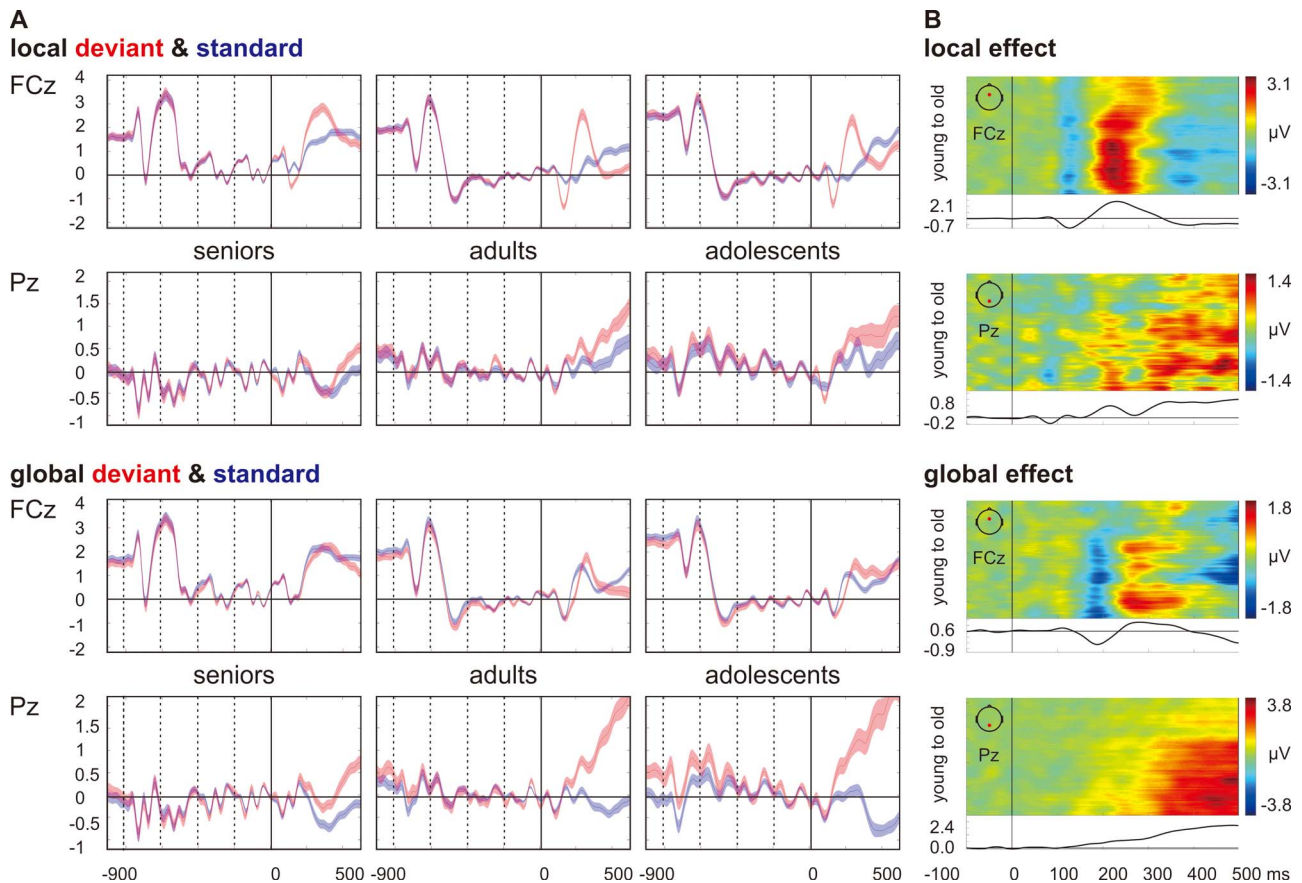 A
local deviant & standard
FCz
4
3
2
1
0
-1
-2
seniors
adults
adolescents
Pz
2
1.5
1
0.5
0
-0.5
-1
global deviant & standard
FCz
4
3
2
1
0
-1
-2
seniors
adults
adolescents
Pz
2
1.5
1
0.5
0
-0.5
-1
-900 0 500
-900 0 500
-900 0 500
B
local effect
young to old
FCz
3.1
µV
-3.1
2.1
-0.7
young to old
Pz
1.4
µV
-1.4
0.8
-0.2
global effect
young to old
FCz
1.8
µV
-1.8
0.6
-0.9
young to old
Pz
3.8
µV
-3.8
2.4
0.0
-100 0 100 200 300 400 500 ms